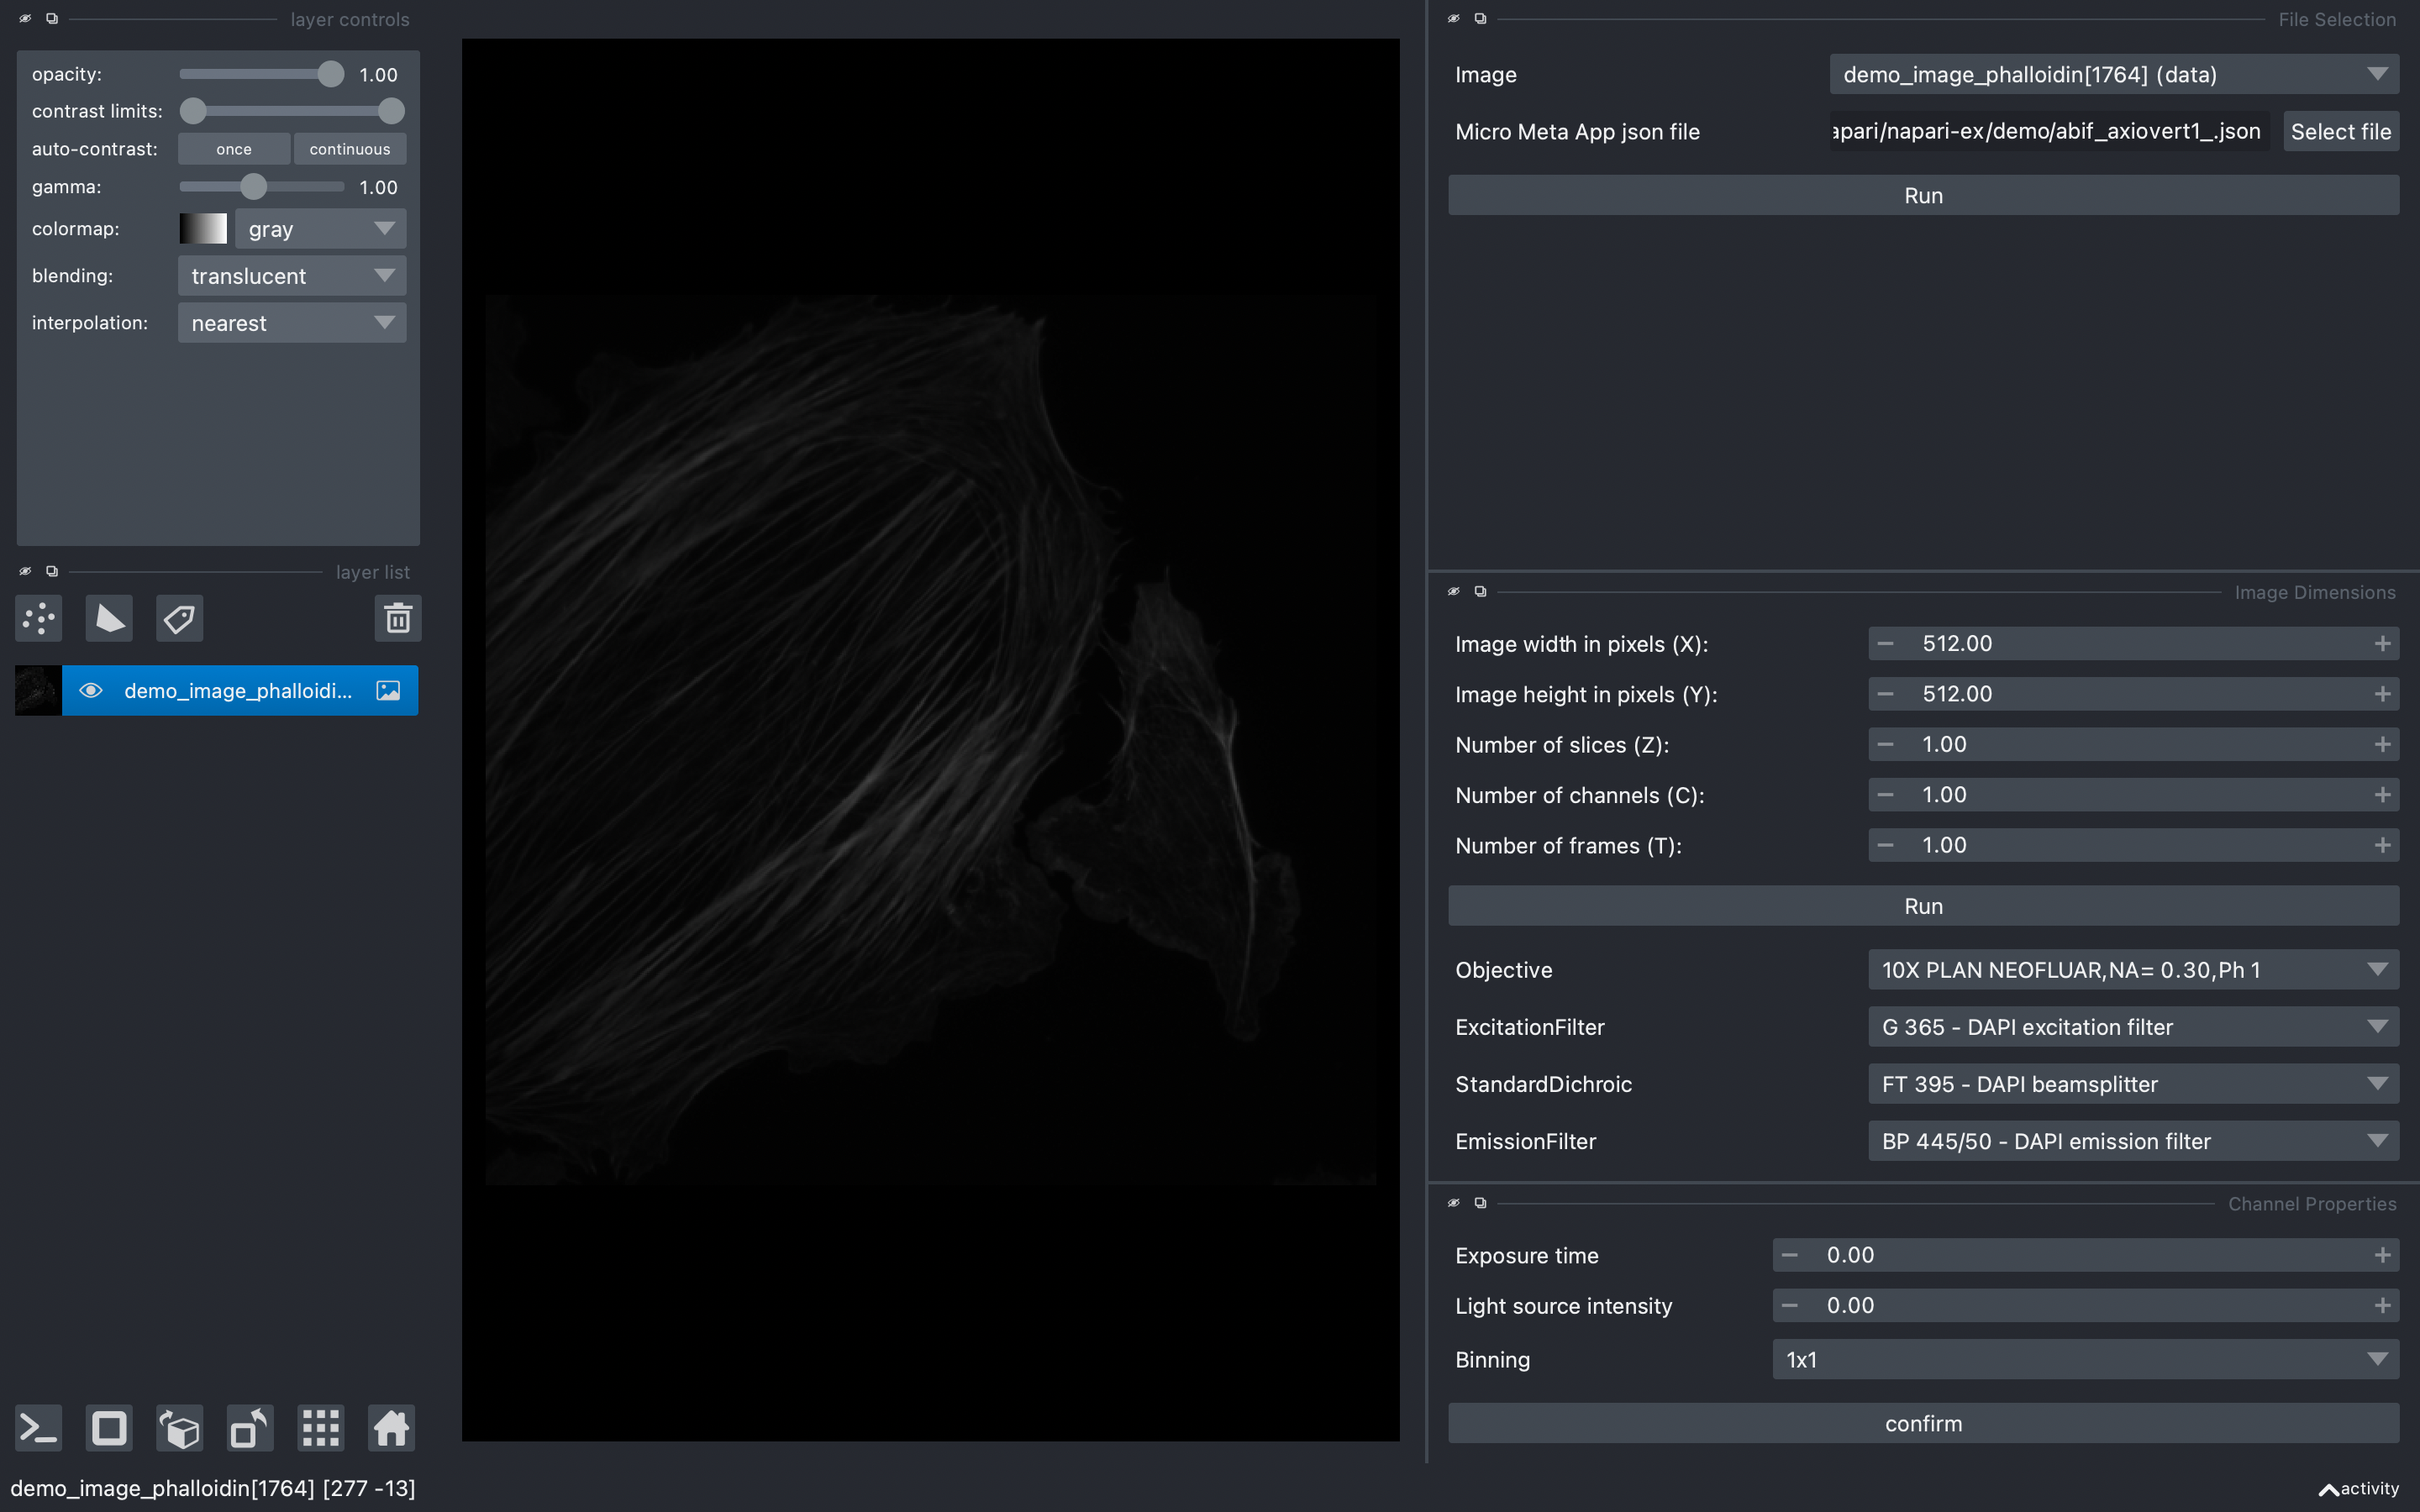 layer controls
opacity: 1.00
contrast limits:
auto-contrast: once continuous
gamma: 1.00
colormap: gray
blending: translucent
interpolation: nearest
layer list
demo_image_phalloidi...
demo_image_phalloidin[1764] [277 -13]
File Selection
Image demo_image_phalloidin[1764] (data)
Micro Meta App json file apari/napari-ex/demo/abif_axiovert1_.json Select file
Run
Image Dimensions
Image width in pixels (X): 512.00
Image height in pixels (Y): 512.00
Number of slices (Z): 1.00
Number of channels (C): 1.00
Number of frames (T): 1.00
Run
Objective 10X PLAN NEOFLUAR,NA= 0.30,Ph 1
ExcitationFilter G 365 - DAPI excitation filter
StandardDichroic FT 395 - DAPI beamsplitter
EmissionFilter BP 445/50 - DAPI emission filter
Channel Properties
Exposure time 0.00
Light source intensity 0.00
Binning 1x1
confirm
activity